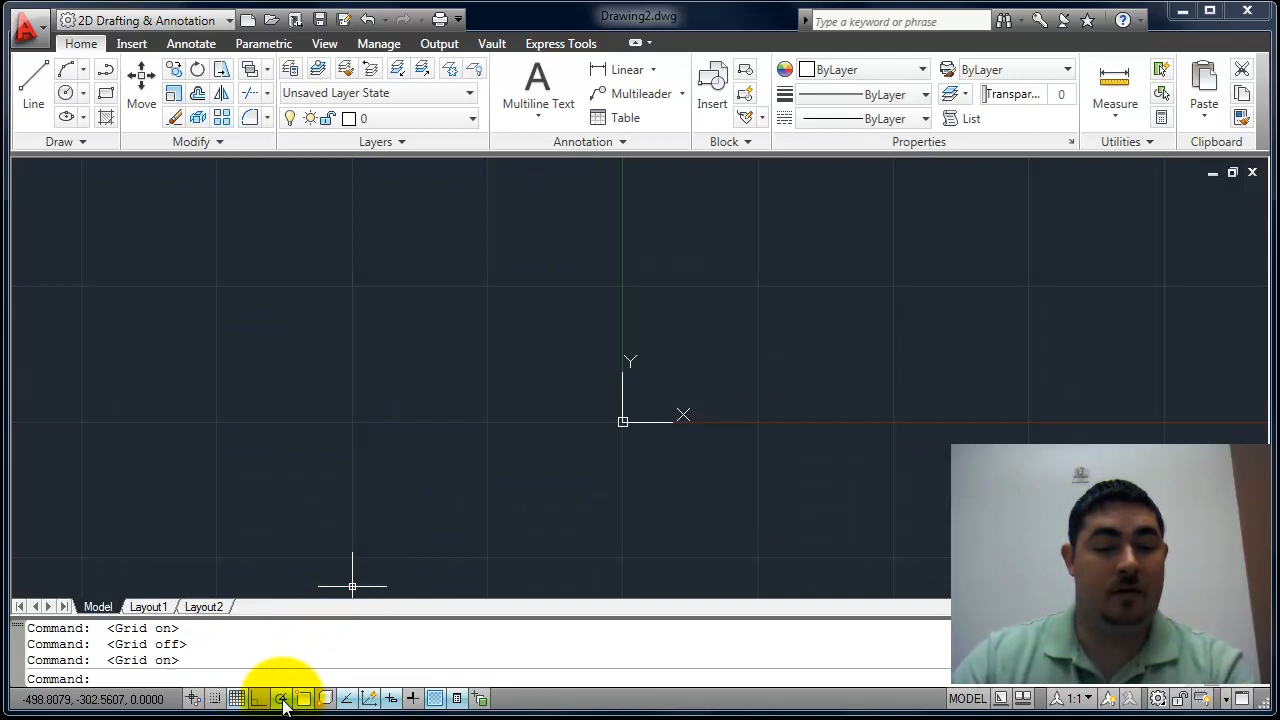 2D Drafting & Annotation
Drawing2.dwg
Type a keyword or phrase
Home Insert Annotate Parametric View Manage Output Vault Express Tools
Line
Move
Unsaved Layer State
0
Multiline Text
Linear
Multileader
Table
Insert
ByLayer
ByLayer
ByLayer
ByLayer
Transpar... 0
List
Measure
Paste
Draw Modify Layers Annotation Block Properties Utilities Clipboard
Y
X
Model Layout1 Layout2
Command: <Grid on>
Command: <Grid off>
Command: <Grid on>
Command:
-498.8079, -302.5607, 0.0000
MODEL
1:1